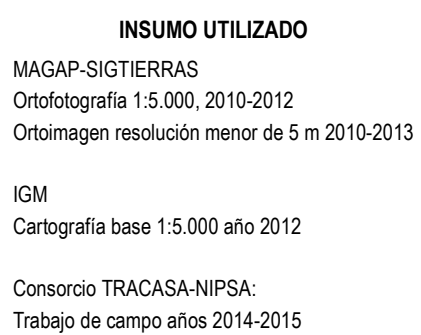 INSUMO UTILIZADO
MAGAP-SIGTIERRAS
Ortofotografía 1:5.000, 2010-2012
Ortoimagen resolución menor de 5 m 2010-2013
IGM
Cartografía base 1:5.000 año 2012
Consorcio TRACASA-NIPSA:
Trabajo de campo años 2014-2015